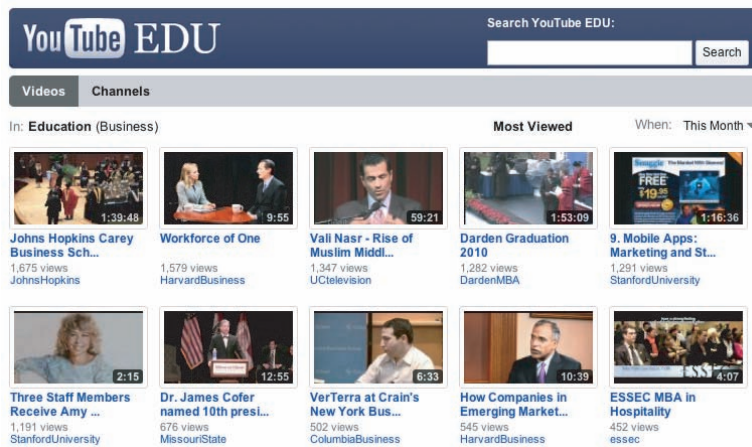 YouTube EDU
Search YouTube EDU:
Search
Videos Channels
In: Education (Business)
Most Viewed
When: This Month
1:39:48
9:55
59:21
1:53:09
FREE
$19.95
1:16:36
Johns Hopkins Carey
Business Sch...
1,675 views
JohnsHopkins
Workforce of One
1,579 views
HarvardBusiness
Vali Nasr - Rise of
Muslim Middl...
1,347 views
UCtelevision
Darden Graduation
2010
1,282 views
DardenMBA
9. Mobile Apps:
Marketing and St...
1,291 views
StanfordUniversity
2:15
12:55
6:33
10:39
4:07
Three Staff Members
Receive Amy ...
1,191 views
StanfordUniversity
Dr. James Cofer
named 10th presi...
676 views
MissouriState
VerTerra at Crain's
New York Bus...
502 views
ColumbiaBusiness
How Companies in
Emerging Market...
545 views
HarvardBusiness
ESSEC MBA in
Hospitality
452 views
essec